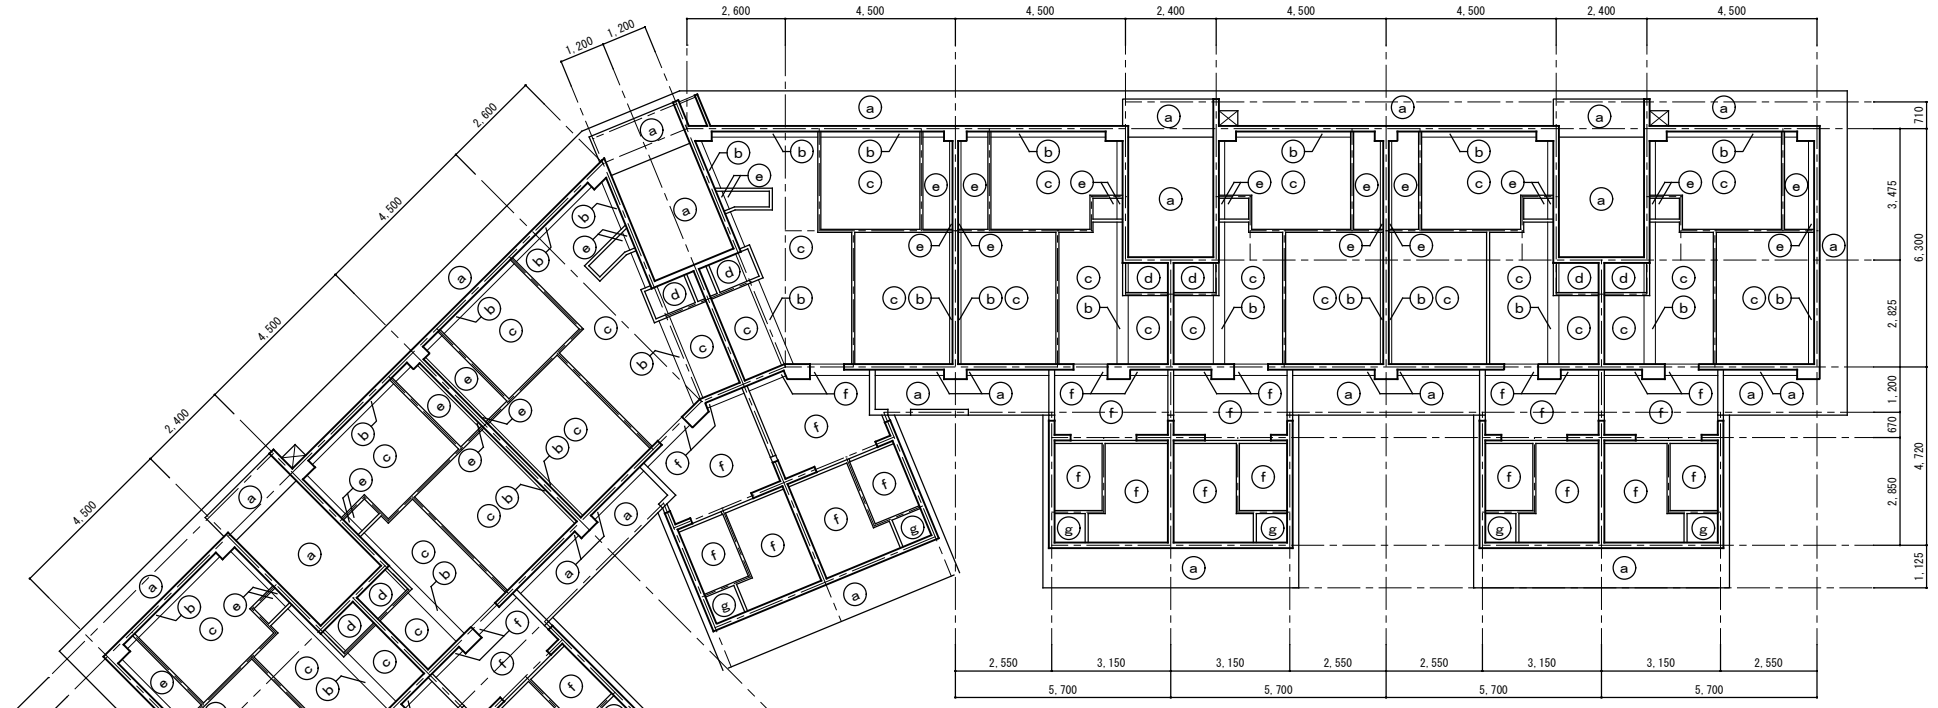 2,600 4,500 4,500 2,400 4,500 4,500 2,400 4,500
1,200 1,200
2,600
4,500
4,500
2,400
4,500
a a a
a a a
a b b b b b b b
e c e e c e e c e e c e e c e
a a a
b
e c e e e e e a
b
a
d d c d d c c d d c
b c b b c b b c b b c b b c b
c c c c c c
b c
b c
e
f a a f f a a f f a a
f f f f f
e e
b b c
c e
e b
c
f f
f f f f f f f f f
a a f
f g g g g g
c f f
b a a a a
a
b e d g
c d c f
c c f
e b f
710
3,475
6,300
2,825
1,200
670
4,720
2,850
1,125
2,550 3,150 3,150 2,550 2,550 3,150 3,150 2,550
5,700 5,700 5,700 5,700